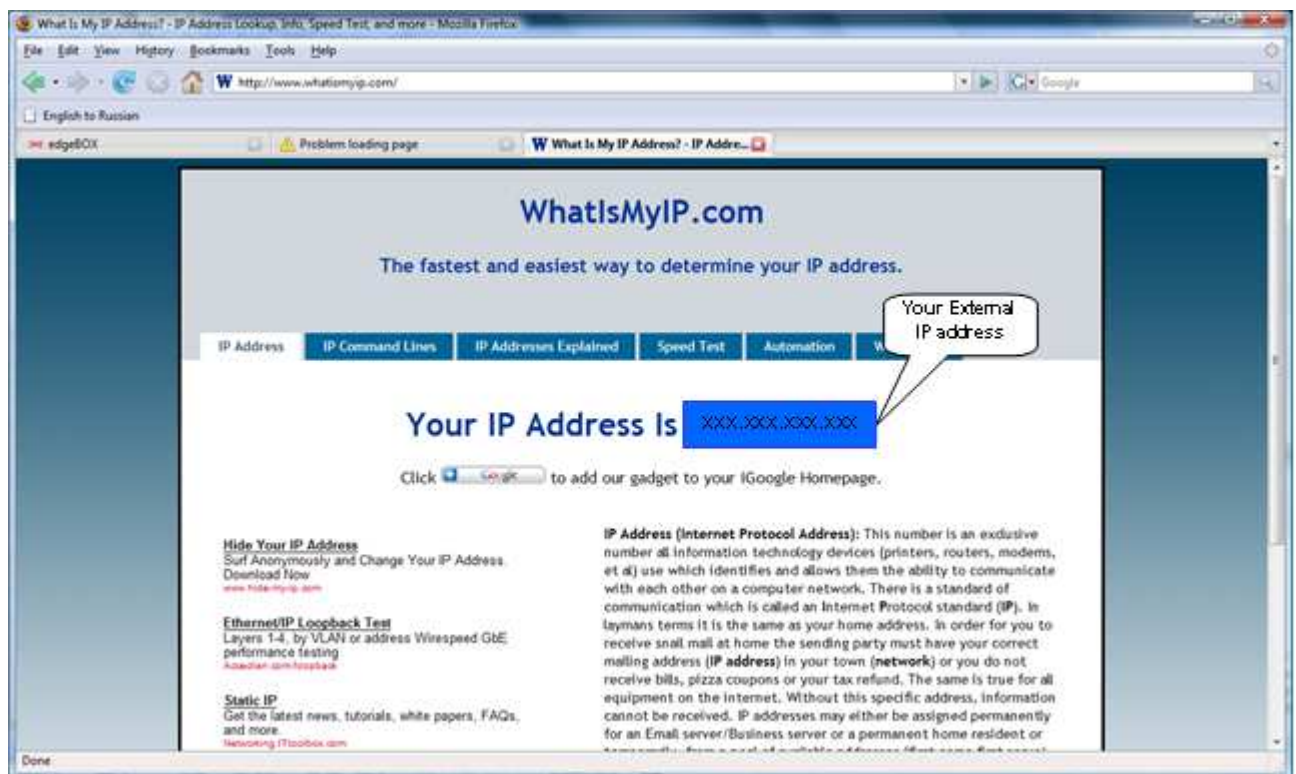 What Is My IP Address? - IP Address Lookup, Info, Speed Test, and more - Mozilla Firefox
File Edit View History Bookmarks Tools Help
http://www.whatismyip.com/
Google
English to Russian
edgeBOX
Problem loading page
What Is My IP Address? - IP Addre...
WhatIsMyIP.com
The fastest and easiest way to determine your IP address.
Your External
IP address
IP Address
IP Command Lines
IP Addresses Explained
Speed Test
Automation
Your IP Address Is xxx.xxx.xxx.xxx
Click Google to add our gadget to your iGoogle Homepage.
Hide Your IP Address
Surf Anonymously and Change Your IP Address.
Download Now
www.hide-my-ip.com
Ethernet/IP Loopback Test
Layers 1-4, by VLAN or address Wirespeed GbE
performance testing
Accedian.com/loopback
Static IP
Get the latest news, tutorials, white papers, FAQs,
and more.
Networking.ITtoolbox.com
IP Address (Internet Protocol Address): This number is an exclusive
number all information technology devices (printers, routers, modems,
et al) use which identifies and allows them the ability to communicate
with each other on a computer network. There is a standard of
communication which is called an Internet Protocol standard (IP). In
laymans terms it is the same as your home address. In order for you to
receive snail mail at home the sending party must have your correct
mailing address (IP address) in your town (network) or you do not
receive bills, pizza coupons or your tax refund. The same is true for all
equipment on the internet. Without this specific address, information
cannot be received. IP addresses may either be assigned permanently
for an Email server/Business server or a permanent home resident or
Done